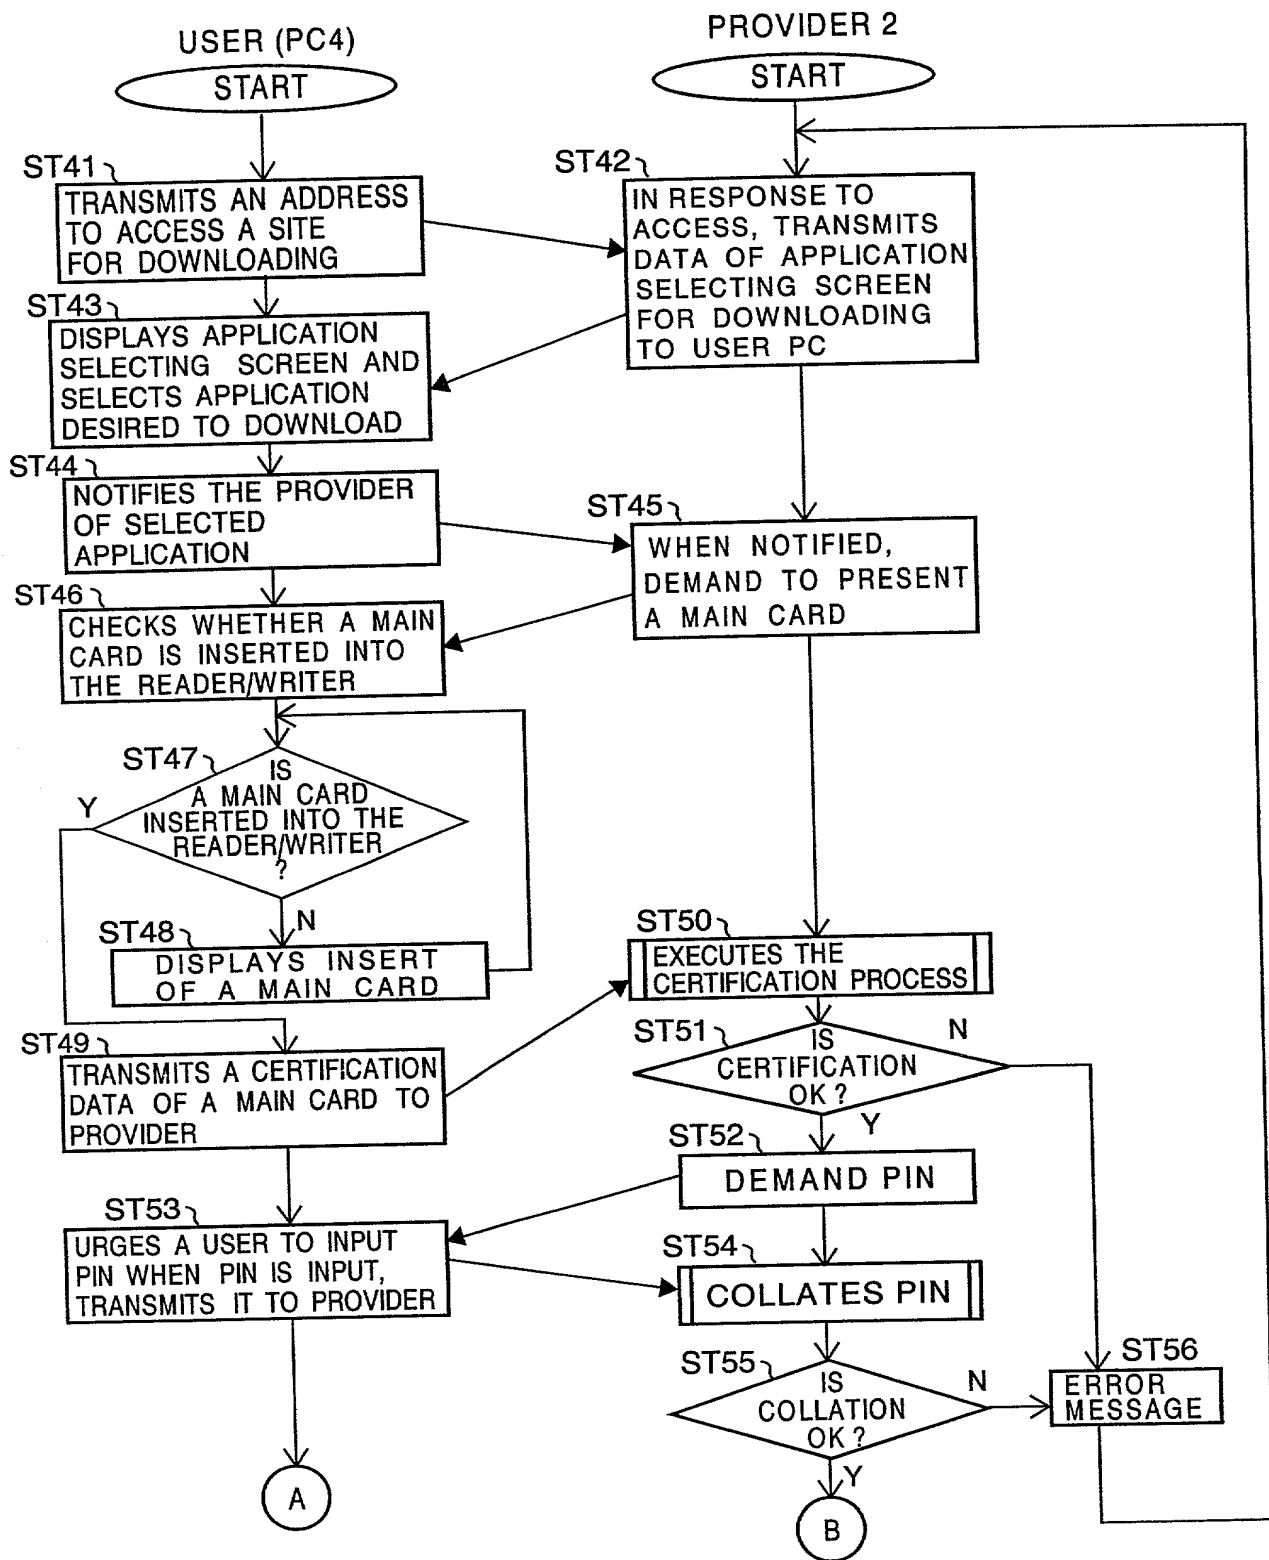 USER (PC4)
PROVIDER 2
START
START
ST41
TRANSMITS AN ADDRESS
TO ACCESS A SITE
FOR DOWNLOADING
ST42
IN RESPONSE TO
ACCESS, TRANSMITS
DATA OF APPLICATION
SELECTING SCREEN
FOR DOWNLOADING
TO USER PC
ST43
DISPLAYS APPLICATION
SELECTING SCREEN AND
SELECTS APPLICATION
DESIRED TO DOWNLOAD
ST44
NOTIFIES THE PROVIDER
OF SELECTED
APPLICATION
ST45
WHEN NOTIFIED,
DEMAND TO PRESENT
A MAIN CARD
ST46
CHECKS WHETHER A MAIN
CARD IS INSERTED INTO
THE READER/WRITER
ST47
IS
A MAIN CARD
INSERTED INTO THE
READER/WRITER
?
Y
N
ST48
DISPLAYS INSERT
OF A MAIN CARD
ST49
TRANSMITS A CERTIFICATION
DATA OF A MAIN CARD TO
PROVIDER
ST50
EXECUTES THE
CERTIFICATION PROCESS
ST51
IS
CERTIFICATION
OK ?
N
Y
ST52
DEMAND PIN
ST53
URGES A USER TO INPUT
PIN WHEN PIN IS INPUT,
TRANSMITS IT TO PROVIDER
ST54
COLLATES PIN
ST55
IS
COLLATION
OK ?
N
Y
ST56
ERROR
MESSAGE
A
B